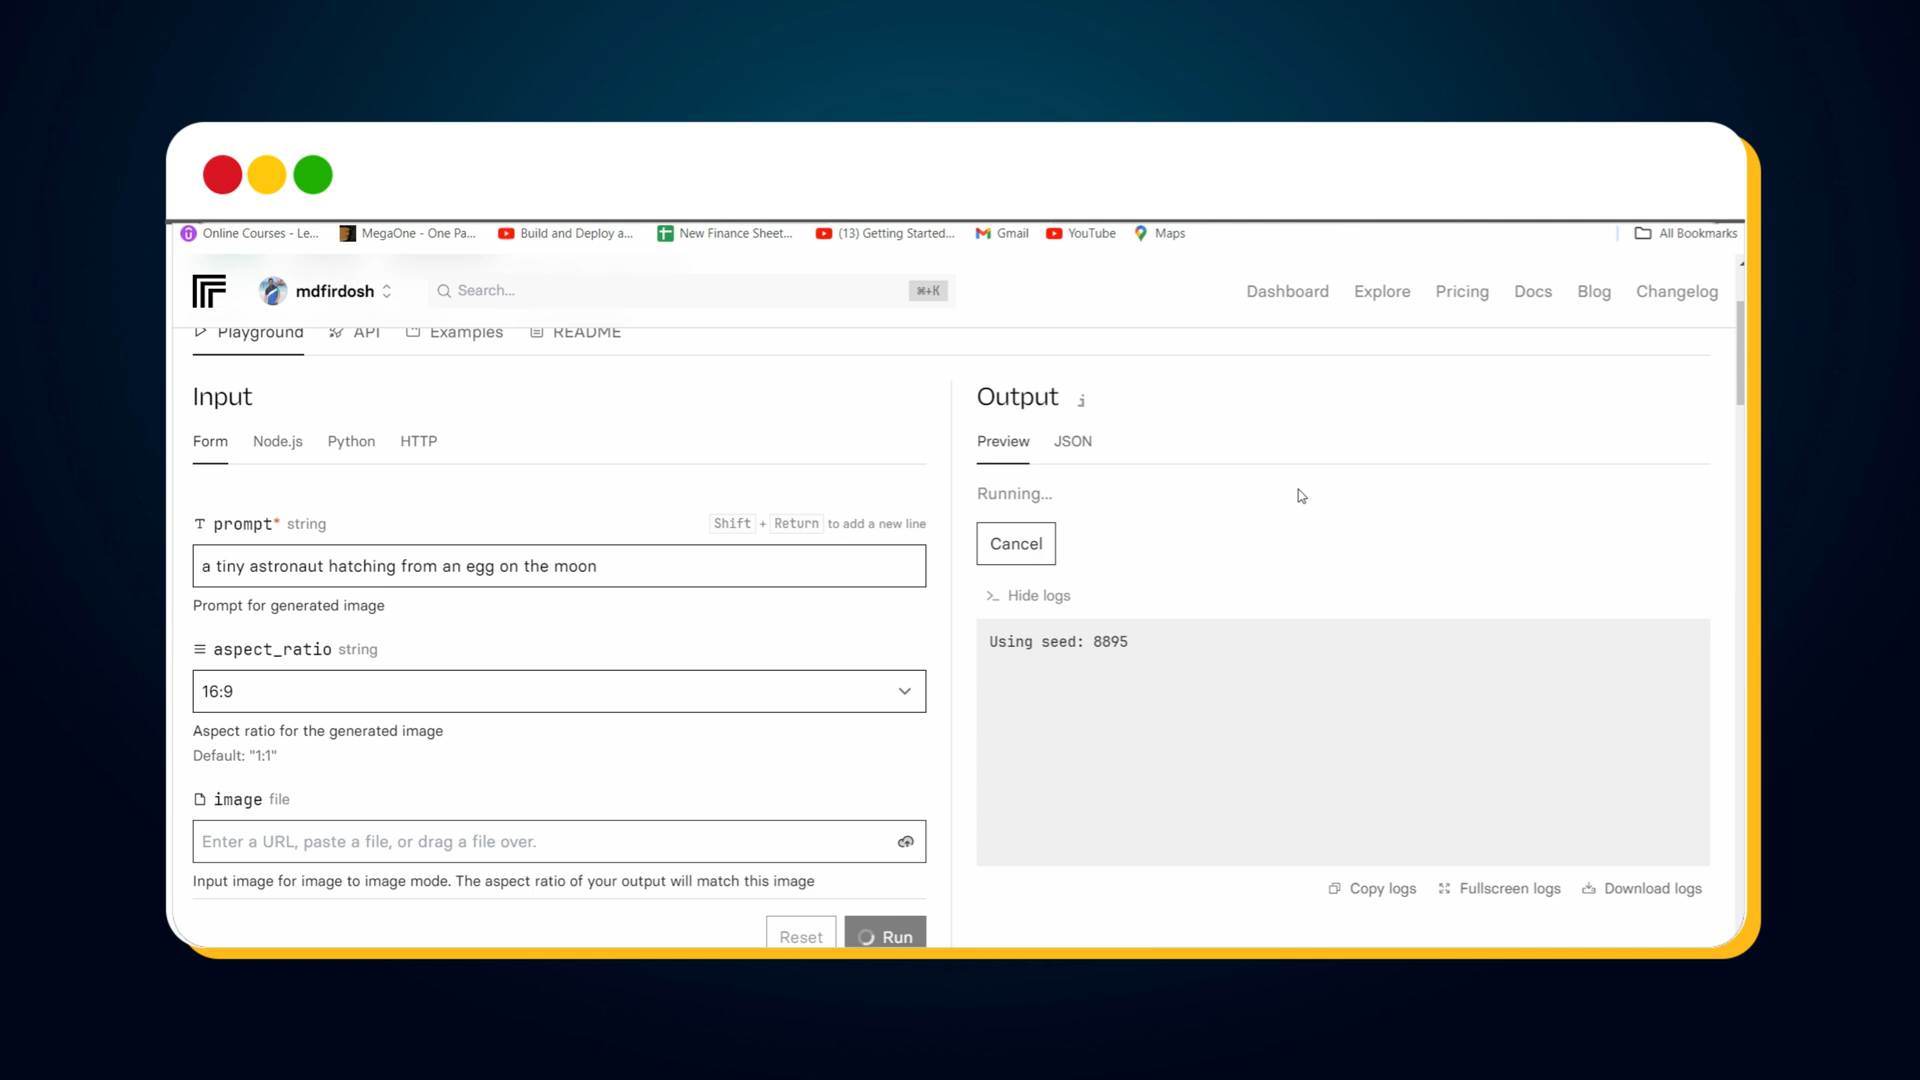 Online Courses - Le... MegaOne - One Pa... Build and Deploy a... New Finance Sheet... (13) Getting Started... Gmail YouTube Maps All Bookmarks
mdfirdosh Search... ⌘+K Dashboard Explore Pricing Docs Blog Changelog
Playground API Examples README
Input
Form Node.js Python HTTP
prompt* string Shift + Return to add a new line
a tiny astronaut hatching from an egg on the moon
Prompt for generated image
aspect_ratio string
16:9
Aspect ratio for the generated image
Default: "1:1"
image file
Enter a URL, paste a file, or drag a file over.
Input image for image to image mode. The aspect ratio of your output will match this image
Reset Run
Output i
Preview JSON
Running...
Cancel
>_ Hide logs
Using seed: 8895
Copy logs Fullscreen logs Download logs